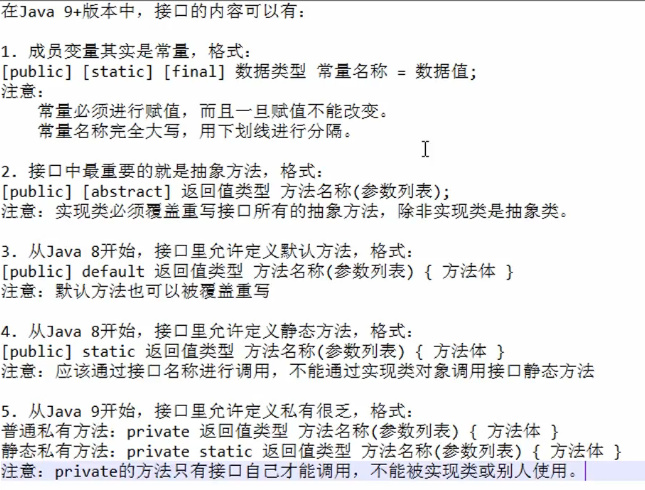 在Java 9+版本中，接口的内容可以有：
1．成员变量其实是常量，格式：
[public] [static] [final] 数据类型 常量名称 = 数据值;
注意：
常量必须进行赋值，而且一旦赋值不能改变。
常量名称完全大写，用下划线进行分隔。
2．接口中最重要的就是抽象方法，格式：
[public] [abstract] 返回值类型 方法名称(参数列表);
注意：实现类必须覆盖重写接口所有的抽象方法，除非实现类是抽象类。
3．从Java 8开始，接口里允许定义默认方法，格式：
[public] default 返回值类型 方法名称(参数列表) { 方法体 }
注意：默认方法也可以被覆盖重写
4．从Java 8开始，接口里允许定义静态方法，格式：
[public] static 返回值类型 方法名称(参数列表) { 方法体 }
注意：应该通过接口名称进行调用，不能通过实现类对象调用接口静态方法
5．从Java 9开始，接口里允许定义私有很乏，格式：
普通私有方法：private 返回值类型 方法名称(参数列表) { 方法体 }
静态私有方法：private static 返回值类型 方法名称(参数列表) { 方法体 }
注意：private的方法只有接口自己才能调用，不能被实现类或别人使用。